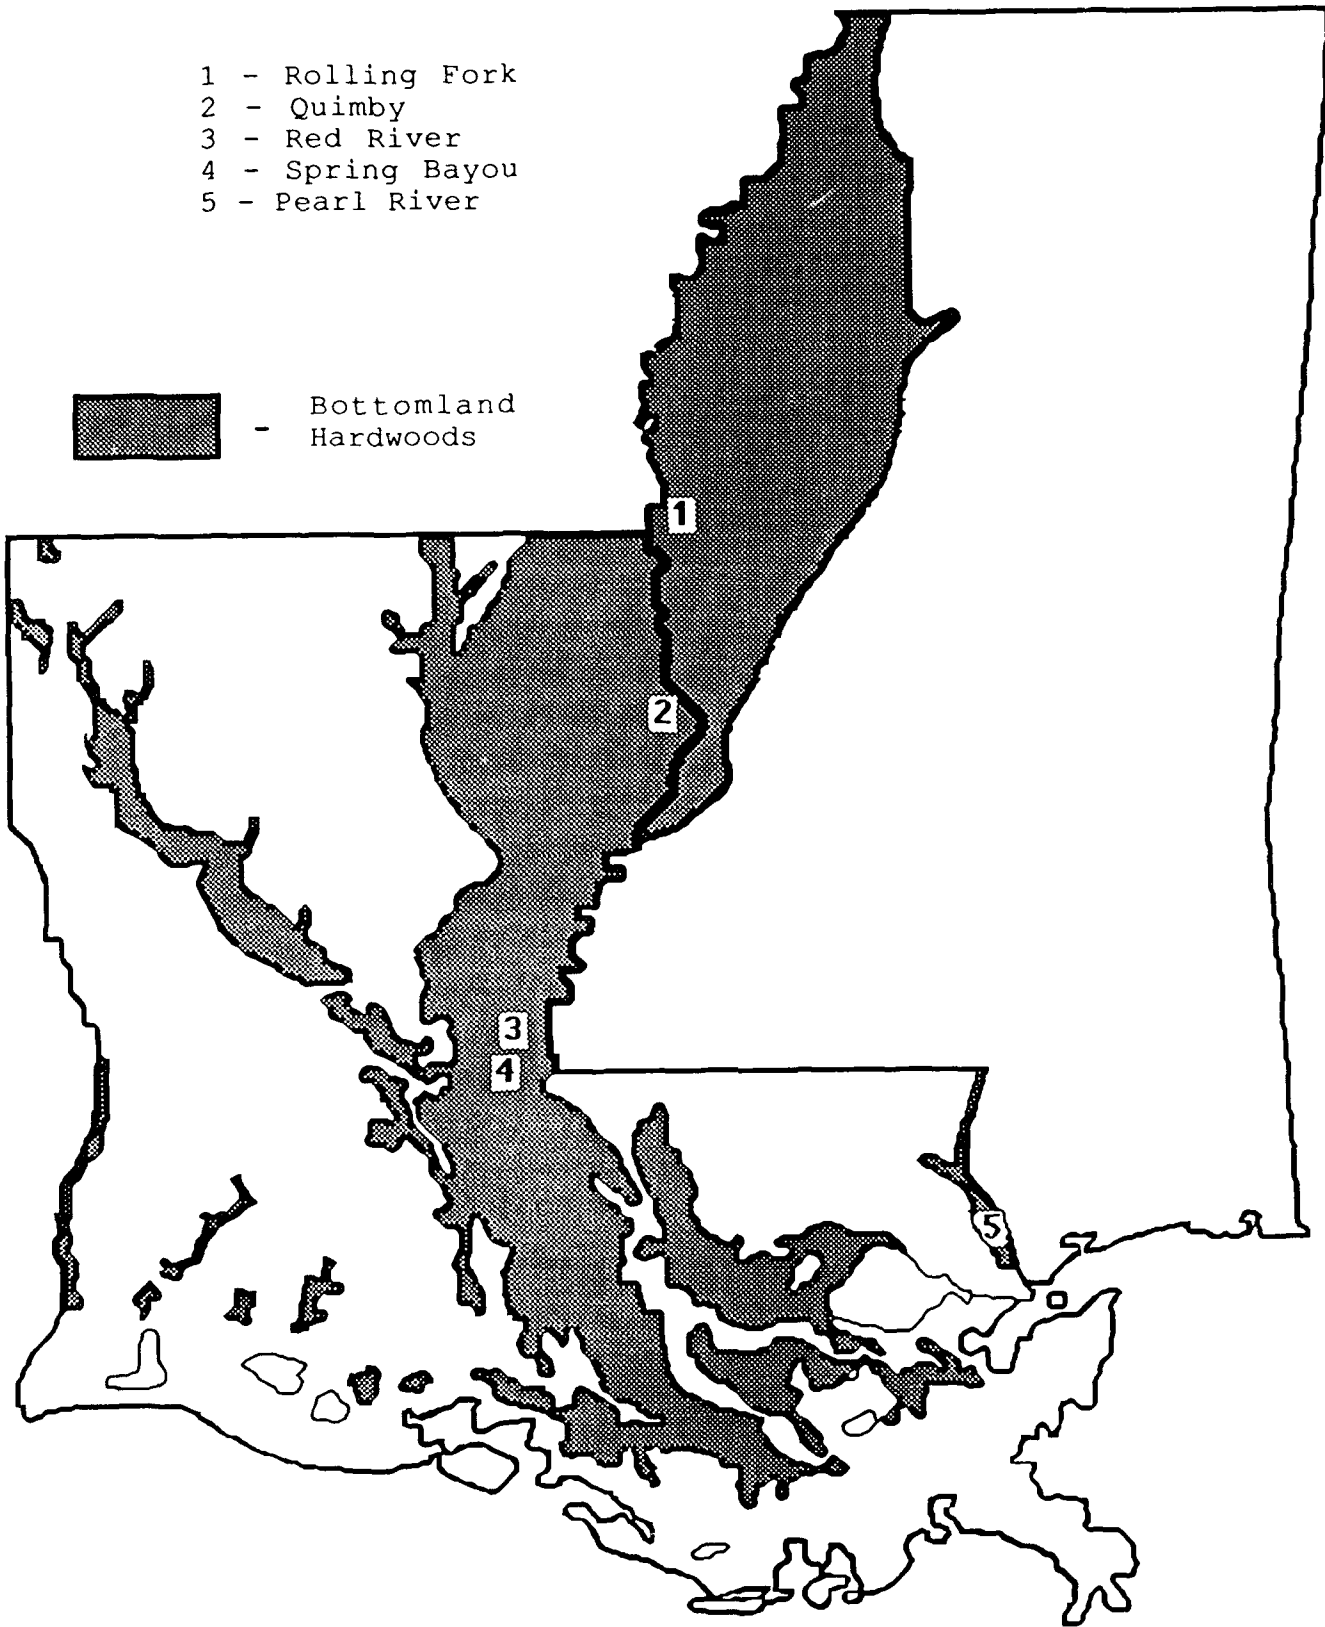 1 - Rolling Fork
2 - Quimby
3 - Red River
4 - Spring Bayou
5 - Pearl River
- Bottomland
Hardwoods
1
2
3
4
5